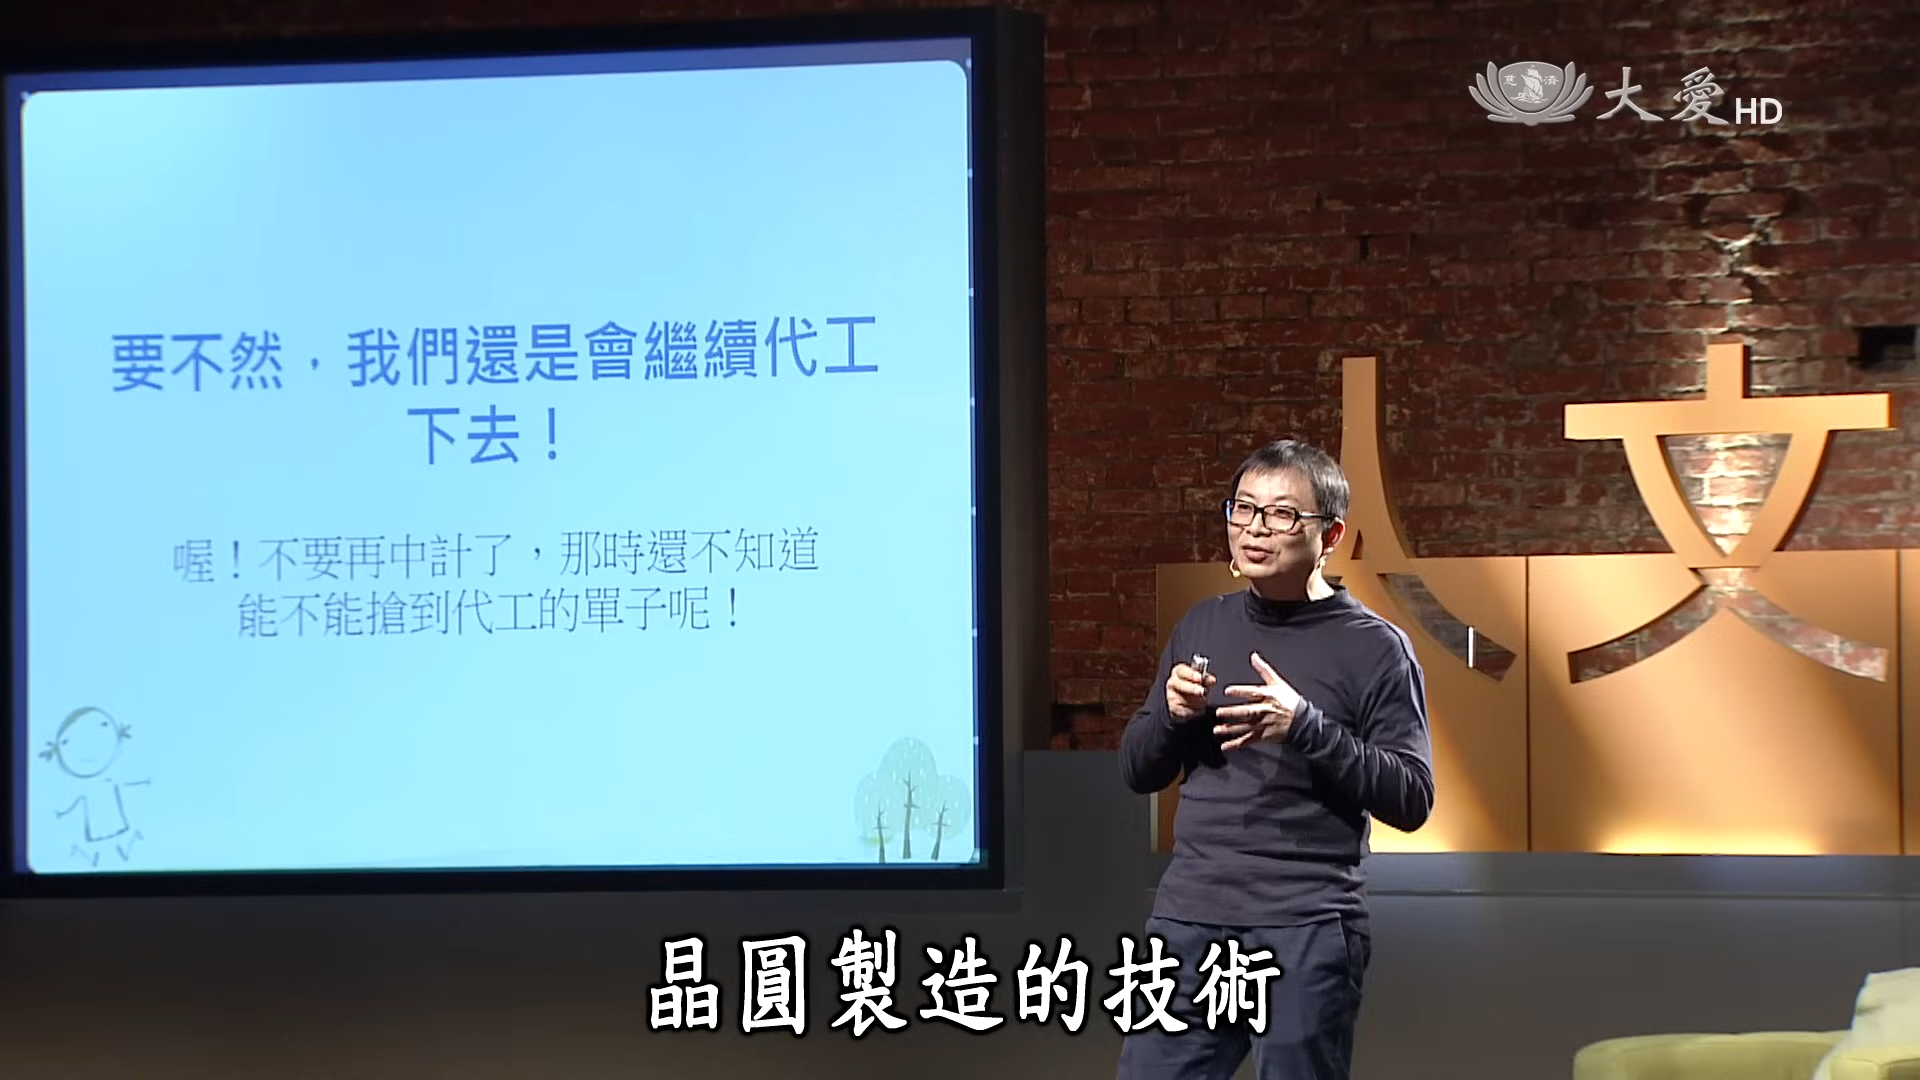 慈 濟
大愛HD
要不然，我們還是會繼續代工
下去！
喔！不要再中計了，那時還不知道
能不能搶到代工的單子呢！
人文
晶圓製造的技術